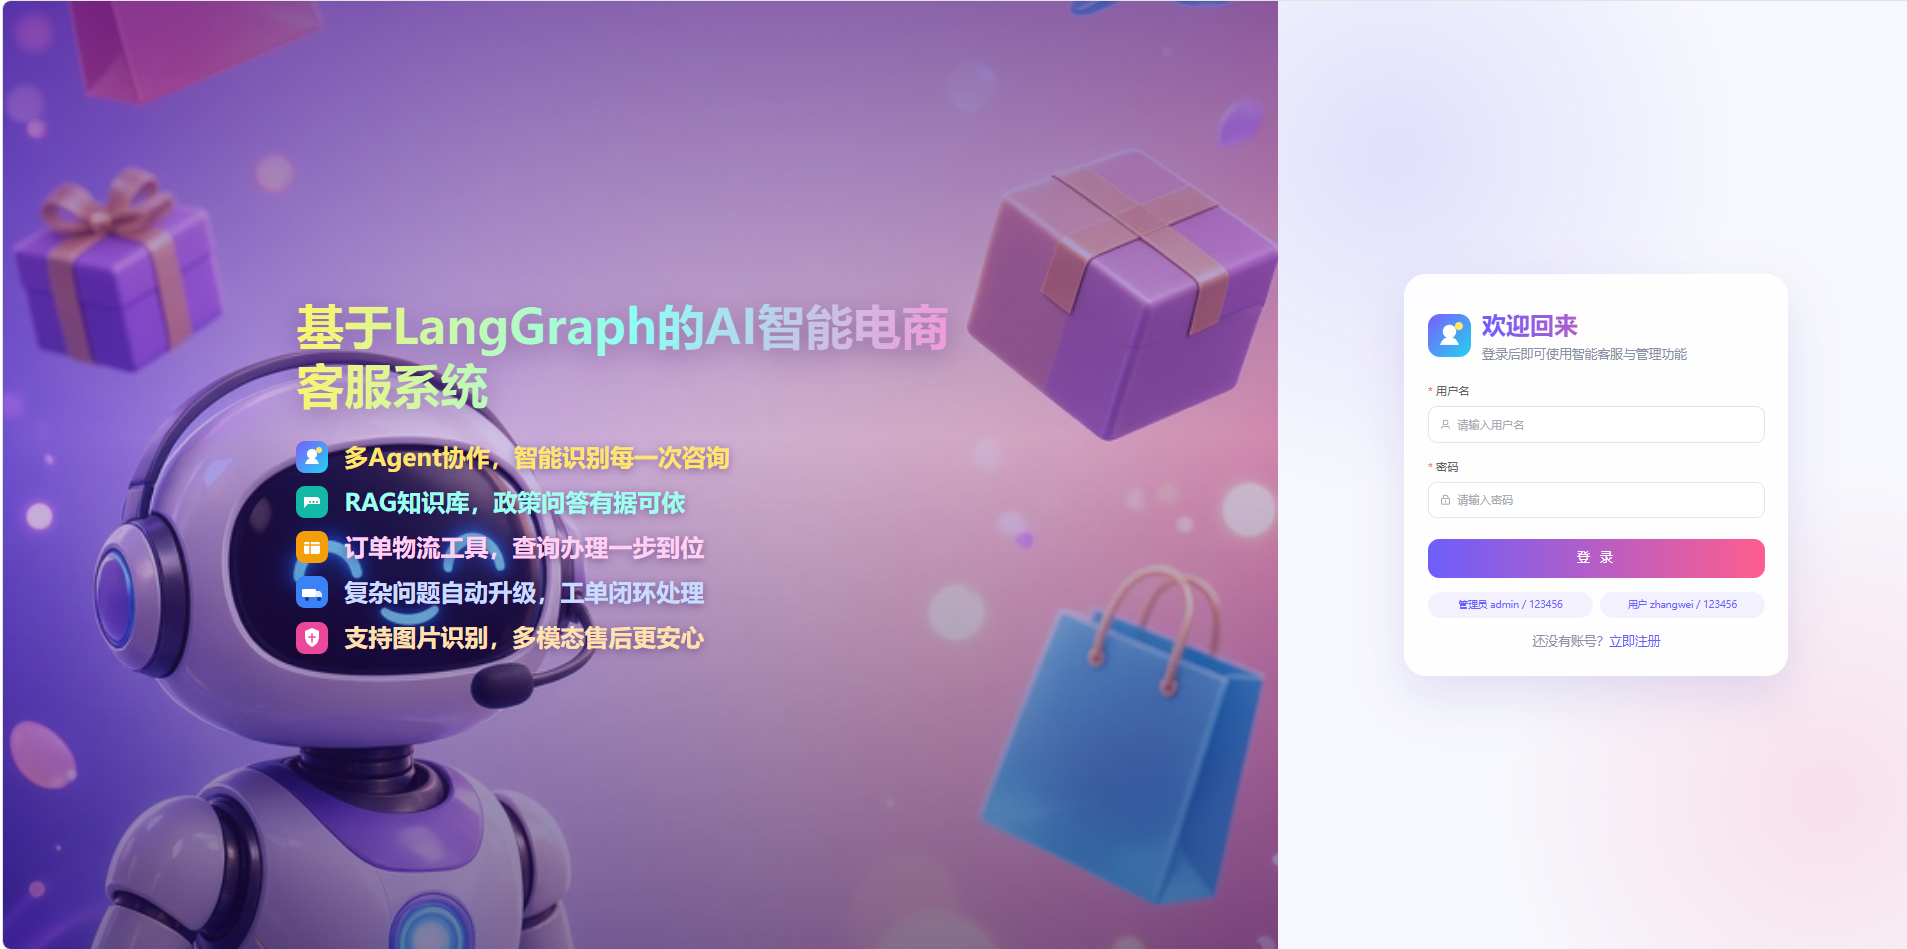 基于LangGraph的AI智能电商
客服系统
多Agent协作，智能识别每一次咨询
RAG知识库，政策问答有据可依
订单物流工具，查询办理一步到位
复杂问题自动升级，工单闭环处理
支持图片识别，多模态售后更安心
欢迎回来
登录后即可使用智能客服与管理功能
* 用户名
请输入用户名
* 密码
请输入密码
登 录
管理员 admin / 123456
用户 zhangwei / 123456
还没有账号？立即注册